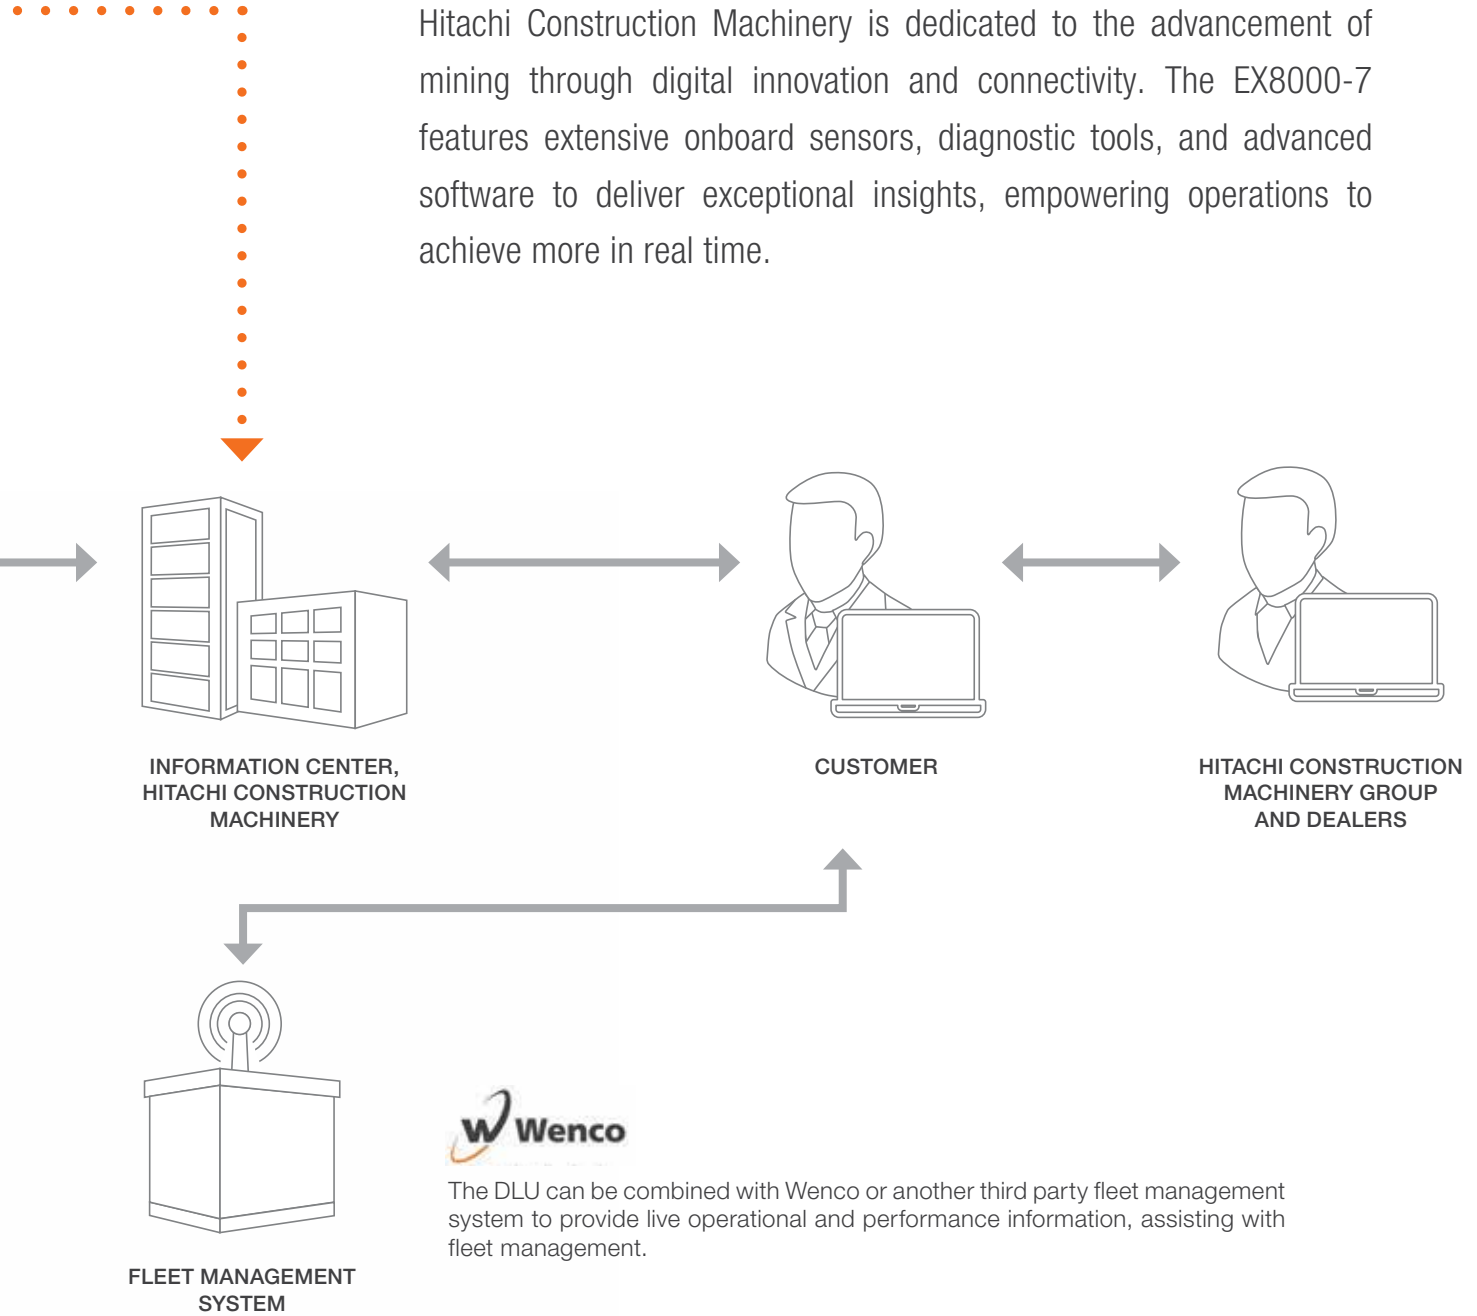 Hitachi Construction Machinery is dedicated to the advancement of
mining through digital innovation and connectivity. The EX8000-7
features extensive onboard sensors, diagnostic tools, and advanced
software to deliver exceptional insights, empowering operations to
achieve more in real time.
INFORMATION CENTER,
HITACHI CONSTRUCTION
MACHINERY
CUSTOMER
HITACHI CONSTRUCTION
MACHINERY GROUP
AND DEALERS
W Wenco
The DLU can be combined with Wenco or another third party fleet management
system to provide live operational and performance information, assisting with
fleet management.
FLEET MANAGEMENT
SYSTEM